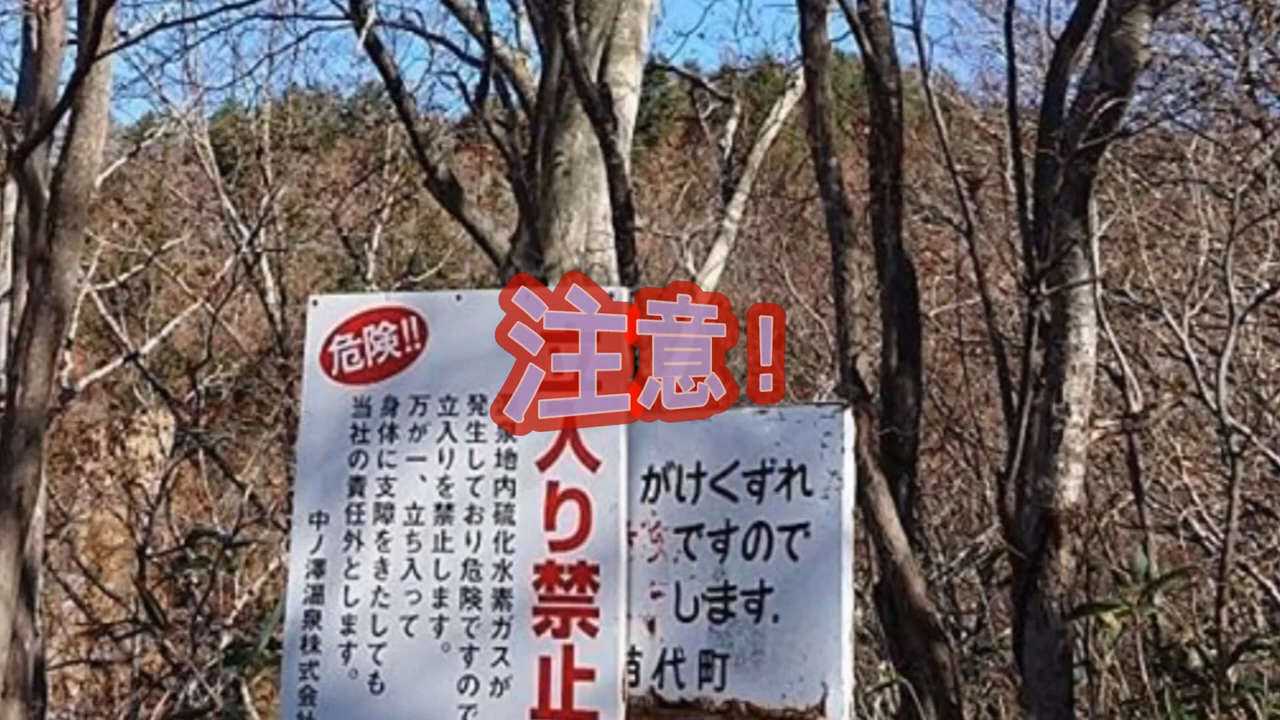 注意！
危険!!
入り禁止
泉地内硫化水素ガスが
発生しており危険ですので
立入りを禁止します。
万が一、立ち入って
身体に支障をきたしても
当社の責任外とします。
中ノ澤温泉株式会社
がけくずれ
ですので
します.
苗代町